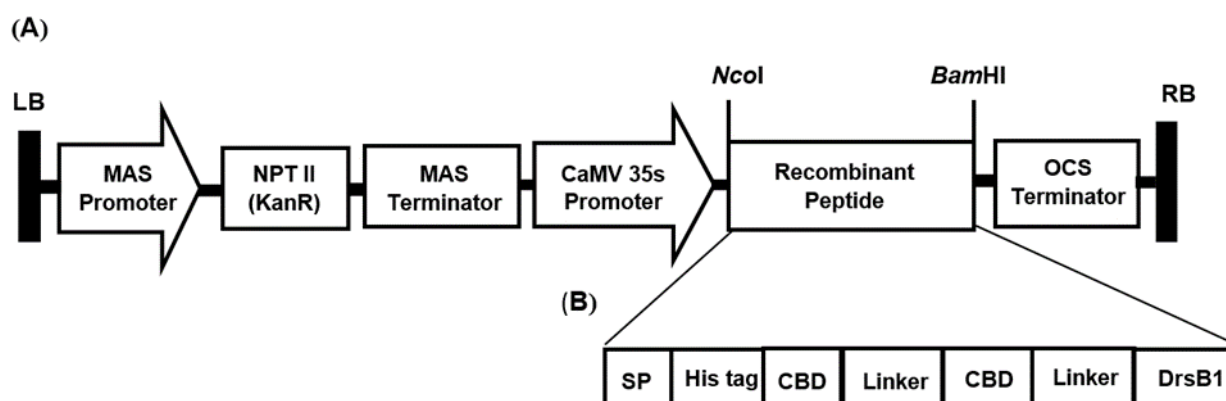 (A)
NcoI
BamHI
LB
RB
MAS
Promoter
NPT II
(KanR)
MAS
Terminator
CaMV 35s
Promoter
Recombinant
Peptide
OCS
Terminator
(B)
SP
His tag
CBD
Linker
CBD
Linker
DrsB1